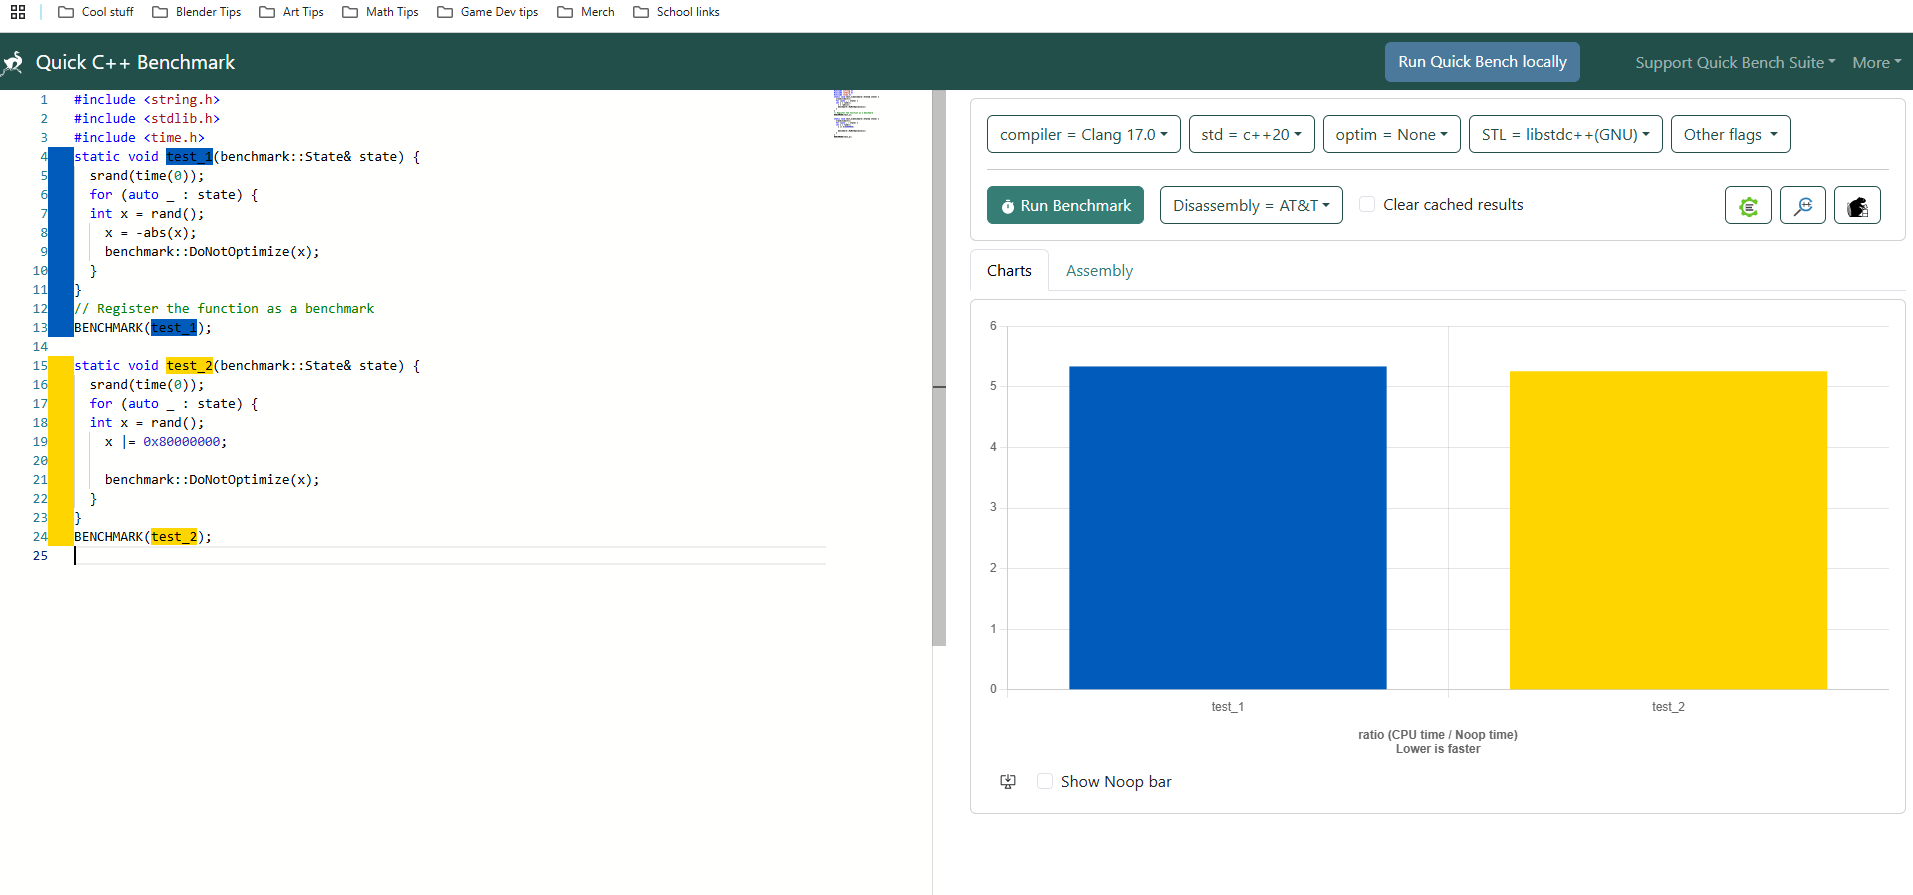 Cool stuff Blender Tips Art Tips Math Tips Game Dev tips Merch School links
Quick C++ Benchmark
Run Quick Bench locally Support Quick Bench Suite More
1 #include <string.h>
2 #include <stdlib.h>
3 #include <time.h>
4 static void test_1(benchmark::State& state) {
5 srand(time(0));
6 for (auto _ : state) {
7 int x = rand();
8 x = -abs(x);
9 benchmark::DoNotOptimize(x);
10 }
11 }
12 // Register the function as a benchmark
13 BENCHMARK(test_1);
14
15 static void test_2(benchmark::State& state) {
16 srand(time(0));
17 for (auto _ : state) {
18 int x = rand();
19 x |= 0x80000000;
20
21 benchmark::DoNotOptimize(x);
22 }
23 }
24 BENCHMARK(test_2);
25
compiler = Clang 17.0 std = c++20 optim = None STL = libstdc++(GNU) Other flags
Run Benchmark Disassembly = AT&T Clear cached results
Charts Assembly
6
5
4
3
2
1
0
test_1 test_2
ratio (CPU time / Noop time)
Lower is faster
Show Noop bar